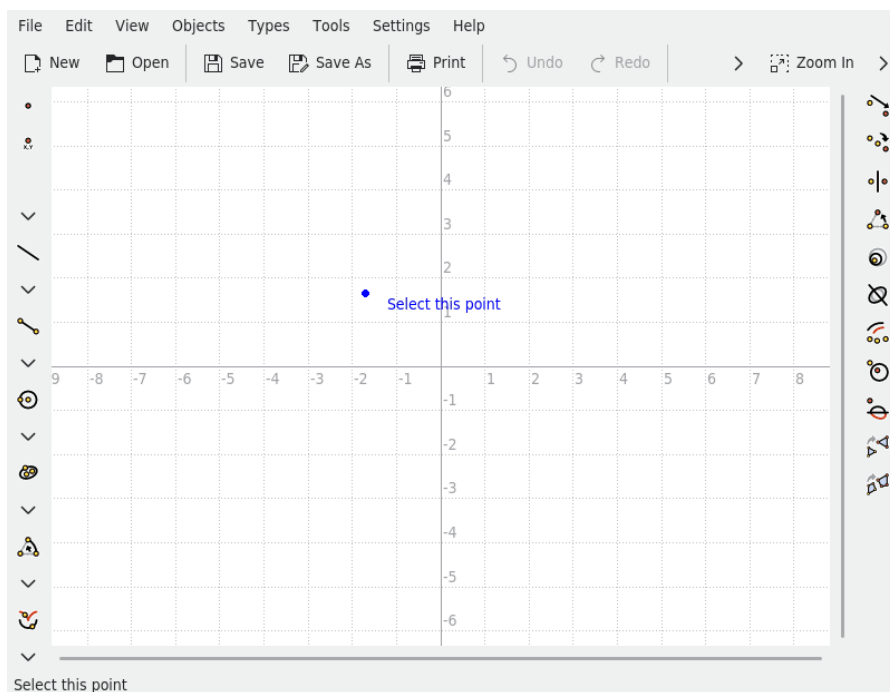 File Edit View Objects Types Tools Settings Help
New Open Save Save As Print Undo Redo Zoom In
X,Y
6
5
4
3
2
Select this point
1
9 -8 -7 -6 -5 -4 -3 -2 -1 1 2 3 4 5 6 7 8
-1
-2
-3
-4
-5
-6
Select this point